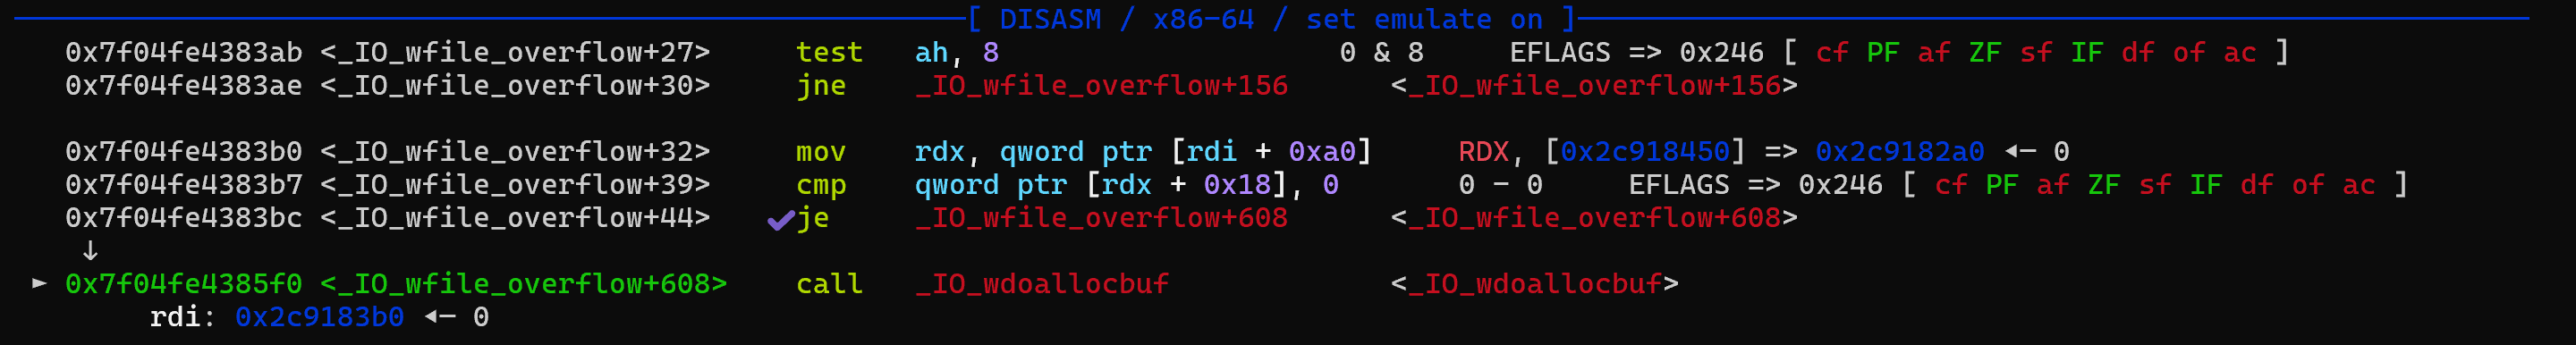 [ DISASM / x86-64 / set emulate on ]
0x7f04fe4383ab <_IO_wfile_overflow+27> test ah, 8 0 & 8 EFLAGS => 0x246 [ cf PF af ZF sf IF df of ac ]
0x7f04fe4383ae <_IO_wfile_overflow+30> jne _IO_wfile_overflow+156 <_IO_wfile_overflow+156>
0x7f04fe4383b0 <_IO_wfile_overflow+32> mov rdx, qword ptr [rdi + 0xa0] RDX, [0x2c918450] => 0x2c9182a0 ◂— 0
0x7f04fe4383b7 <_IO_wfile_overflow+39> cmp qword ptr [rdx + 0x18], 0 0 - 0 EFLAGS => 0x246 [ cf PF af ZF sf IF df of ac ]
0x7f04fe4383bc <_IO_wfile_overflow+44> ✔ je _IO_wfile_overflow+608 <_IO_wfile_overflow+608>
↓
► 0x7f04fe4385f0 <_IO_wfile_overflow+608> call _IO_wdoallocbuf <_IO_wdoallocbuf>
rdi: 0x2c9183b0 ◂— 0